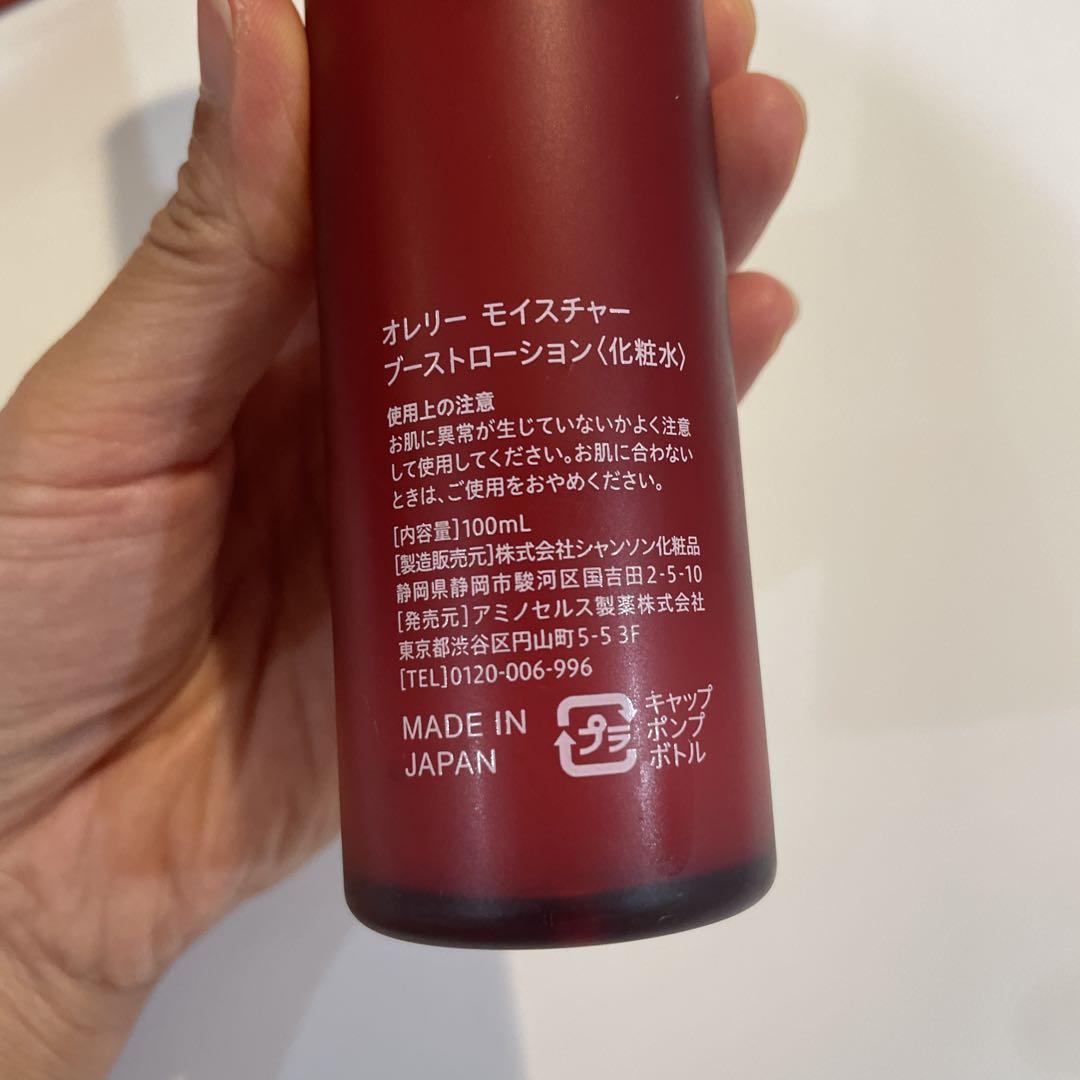 オレリー モイスチャー
ブーストローション〈化粧水〉
使用上の注意
お肌に異常が生じていないかよく注意
して使用してください。お肌に合わない
ときは、ご使用をおやめください。
[内容量]100mL
[製造販売元]株式会社シャンソン化粧品
静岡県静岡市駿河区国吉田2-5-10
[発売元]アミノセルス製薬株式会社
東京都渋谷区円山町5-5 3F
[TEL]0120-006-996
MADE IN
JAPAN
プラ
キャップ
ポンプ
ボトル